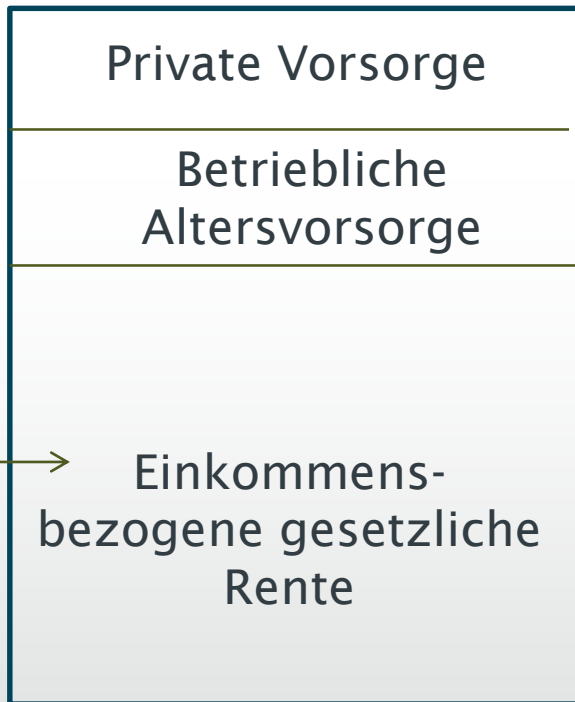 Private Vorsorge
Betriebliche
Altersvorsorge
Einkommens-
bezogene gesetzliche
Rente